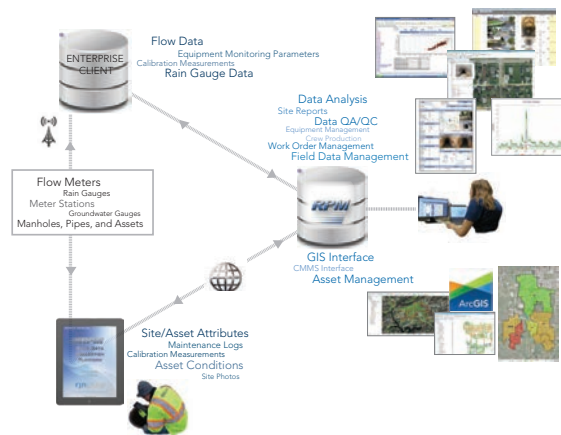 ENTERPRISE
CLIENT
Flow Data
Equipment Monitoring Parameters
Calibration Measurements
Rain Gauge Data
Data Analysis
Site Reports
Data QA/QC
Equipment Management
Crew Production
Work Order Management
Field Data Management
Flow Meters
Rain Gauges
Meter Stations
Groundwater Gauges
Manholes, Pipes, and Assets
RPM
GIS Interface
CMMS Interface
Asset Management
ArcGIS
Site/Asset Attributes
Maintenance Logs
Calibration Measurements
Asset Conditions
Site Photos